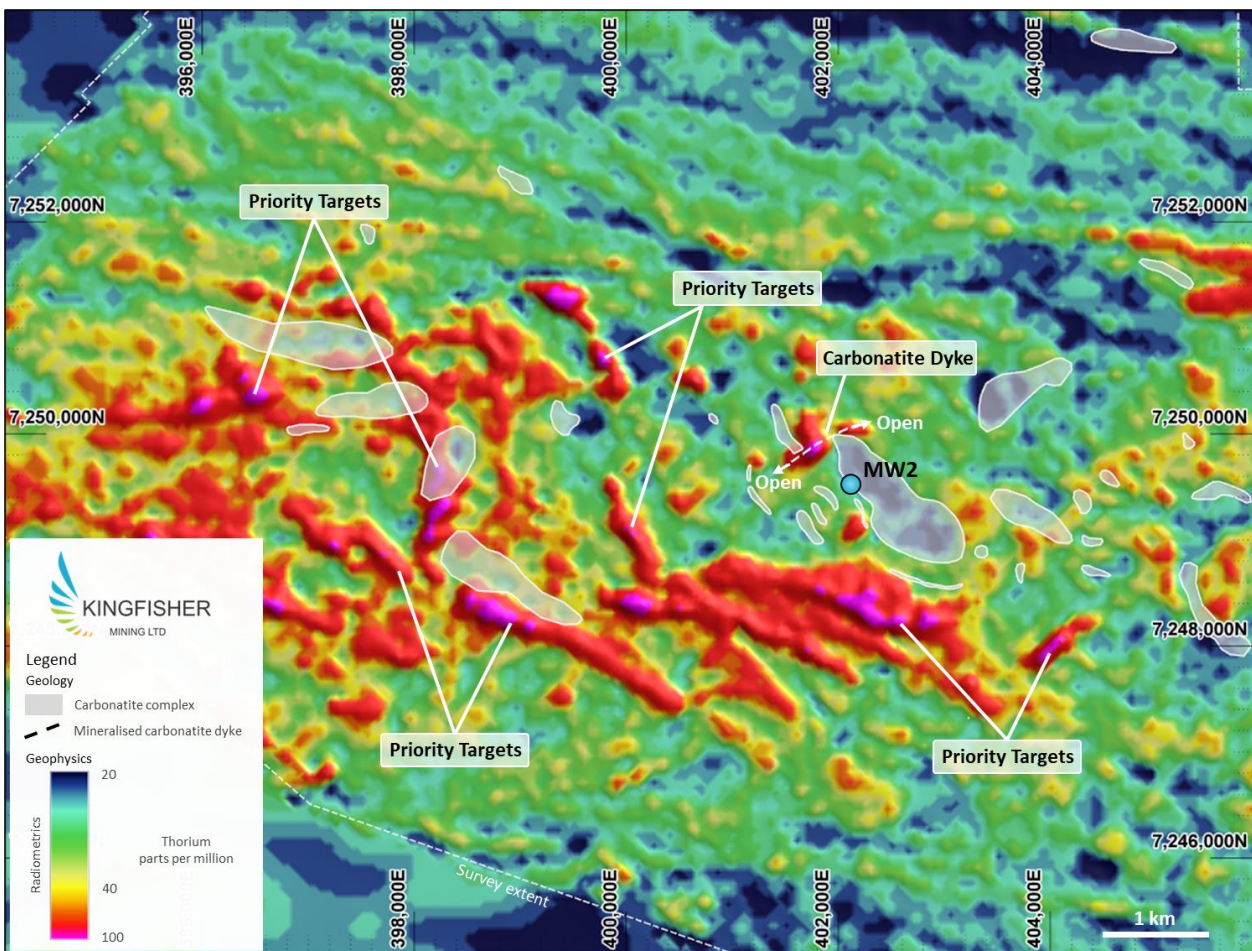 396,000E
398,000E
400,000E
402,000E
404,000E
7,252,000N
7,252,000N
Priority Targets
Priority Targets
Carbonatite Dyke
7,250,000N
7,250,000N
Open
Open
MW2
7,248,000N
Priority Targets
Priority Targets
7,246,000N
Survey extent
398,000E
400,000E
402,000E
404,000E
1 km
KINGFISHER
MINING LTD
Legend
Geology
Carbonatite complex
Mineralised carbonatite dyke
Geophysics
Radiometrics
20
40
100
Thorium
parts per million